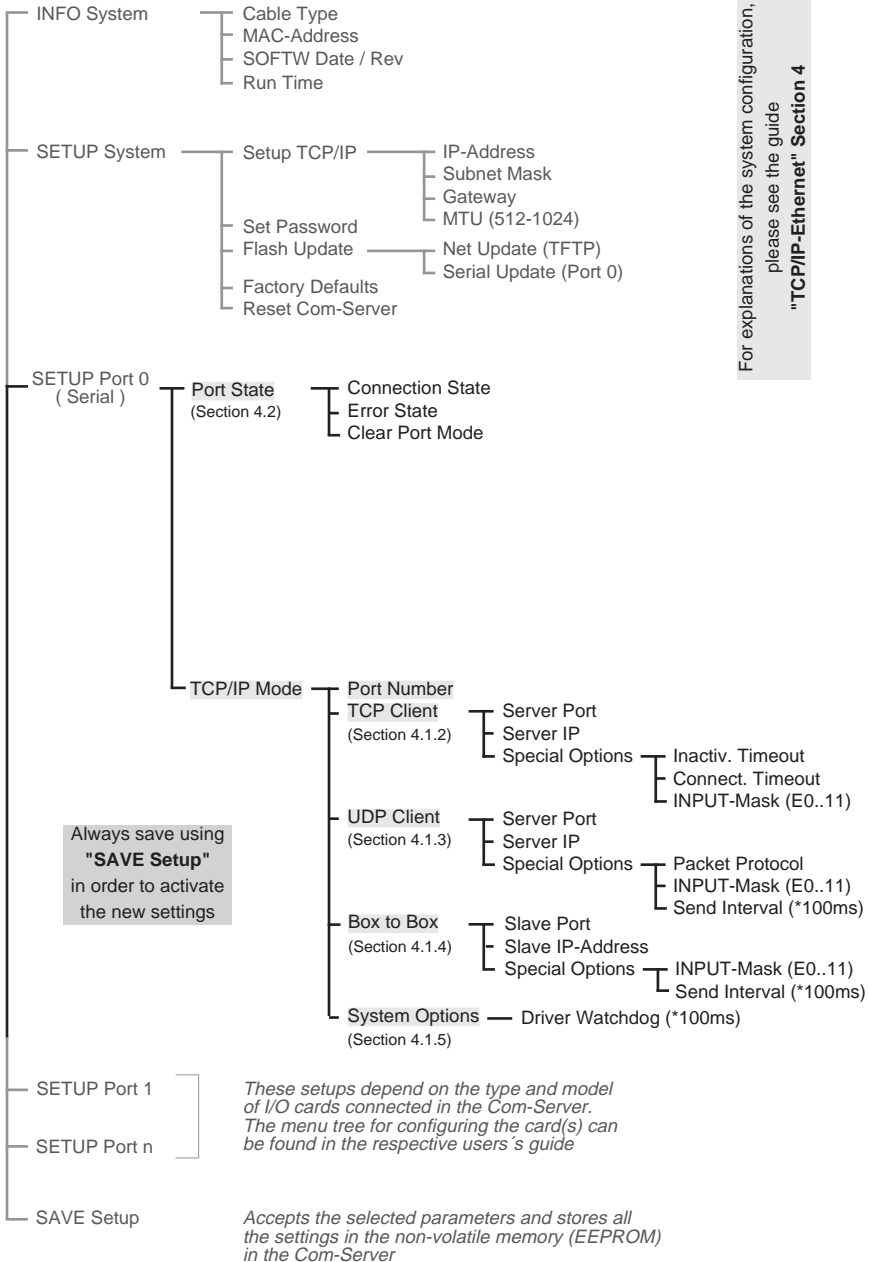 INFO System
Cable Type
MAC-Address
SOFTW Date / Rev
Run Time
For explanations of the system configuration,
please see the guide
"TCP/IP-Ethernet" Section 4
SETUP System
Setup TCP/IP
IP-Address
Subnet Mask
Gateway
MTU (512-1024)
Set Password
Flash Update
Net Update (TFTP)
Serial Update (Port 0)
Factory Defaults
Reset Com-Server
SETUP Port 0
( Serial )
Port State
(Section 4.2)
Connection State
Error State
Clear Port Mode
TCP/IP Mode
Port Number
TCP Client
(Section 4.1.2)
Server Port
Server IP
Special Options
Inactiv. Timeout
Connect. Timeout
INPUT-Mask (E0..11)
UDP Client
(Section 4.1.3)
Server Port
Server IP
Special Options
Packet Protocol
INPUT-Mask (E0..11)
Send Interval (*100ms)
Always save using
"SAVE Setup"
in order to activate
the new settings
Box to Box
(Section 4.1.4)
Slave Port
Slave IP-Address
Special Options
INPUT-Mask (E0..11)
Send Interval (*100ms)
System Options
(Section 4.1.5)
Driver Watchdog (*100ms)
SETUP Port 1
SETUP Port n
These setups depend on the type and model
of I/O cards connected in the Com-Server.
The menu tree for configuring the card(s) can
be found in the respective users´s guide
SAVE Setup
Accepts the selected parameters and stores all
the settings in the non-volatile memory (EEPROM)
in the Com-Server